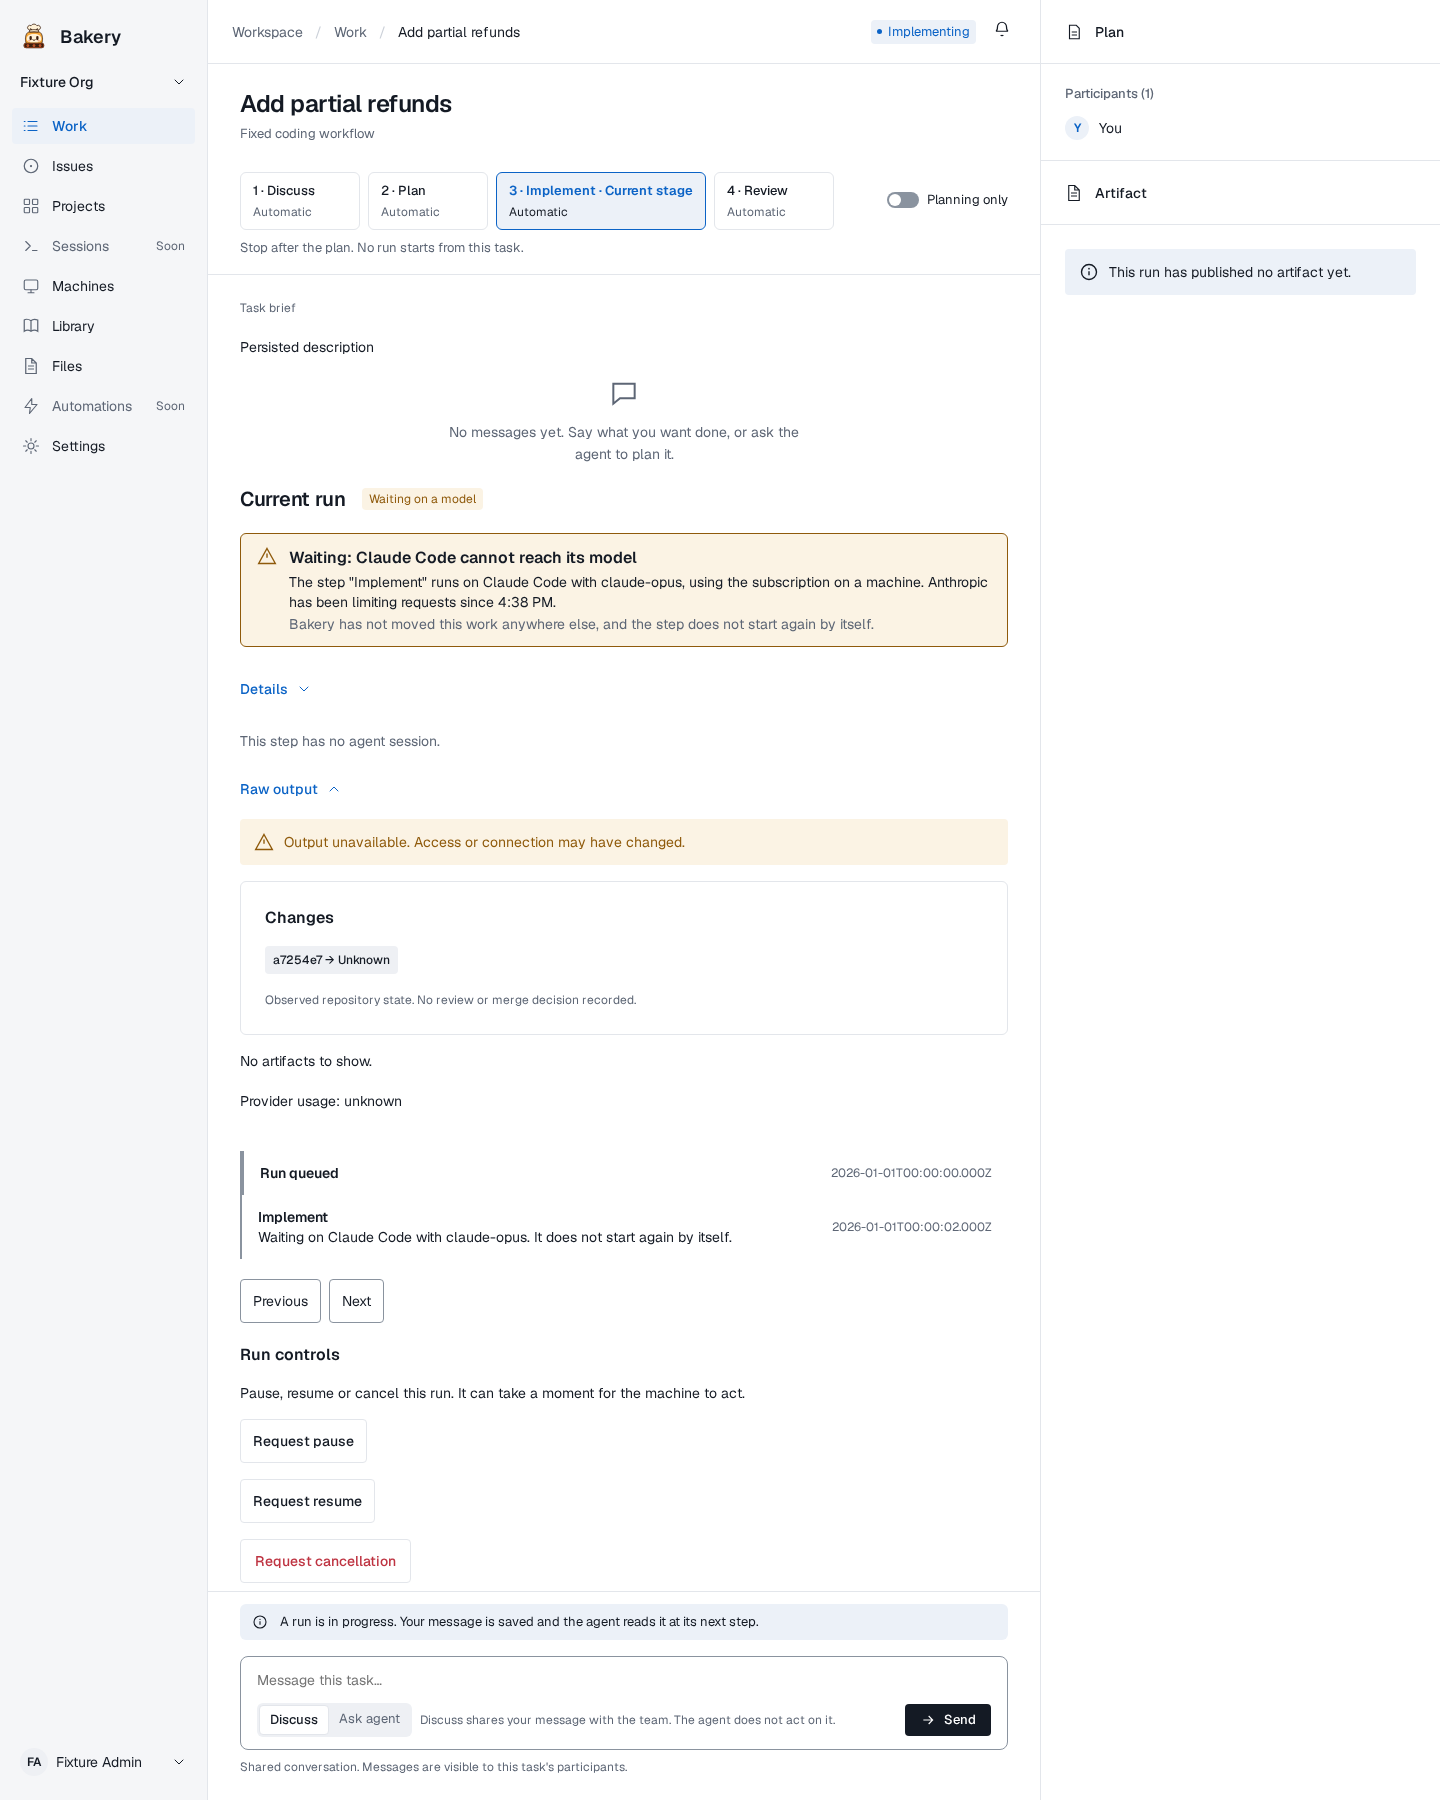 Bakery
Fixture Org
Work
Issues
Projects
Sessions Soon
Machines
Library
Files
Automations Soon
Settings
FA Fixture Admin
Workspace / Work / Add partial refunds
Implementing
Add partial refunds
Fixed coding workflow
1 · Discuss
Automatic
2 · Plan
Automatic
3 · Implement · Current stage
Automatic
4 · Review
Automatic
Planning only
Stop after the plan. No run starts from this task.
Task brief
Persisted description
No messages yet. Say what you want done, or ask the
agent to plan it.
Current run
Waiting on a model
Waiting: Claude Code cannot reach its model
The step "Implement" runs on Claude Code with claude-opus, using the subscription on a machine. Anthropic
has been limiting requests since 4:38 PM.
Bakery has not moved this work anywhere else, and the step does not start again by itself.
Details
This step has no agent session.
Raw output
Output unavailable. Access or connection may have changed.
Changes
a7254e7 → Unknown
Observed repository state. No review or merge decision recorded.
No artifacts to show.
Provider usage: unknown
Run queued
2026-01-01T00:00:00.000Z
Implement
Waiting on Claude Code with claude-opus. It does not start again by itself.
2026-01-01T00:00:02.000Z
Previous
Next
Run controls
Pause, resume or cancel this run. It can take a moment for the machine to act.
Request pause
Request resume
Request cancellation
A run is in progress. Your message is saved and the agent reads it at its next step.
Message this task…
Discuss
Ask agent
Discuss shares your message with the team. The agent does not act on it.
→ Send
Shared conversation. Messages are visible to this task's participants.
Plan
Participants (1)
Y You
Artifact
This run has published no artifact yet.